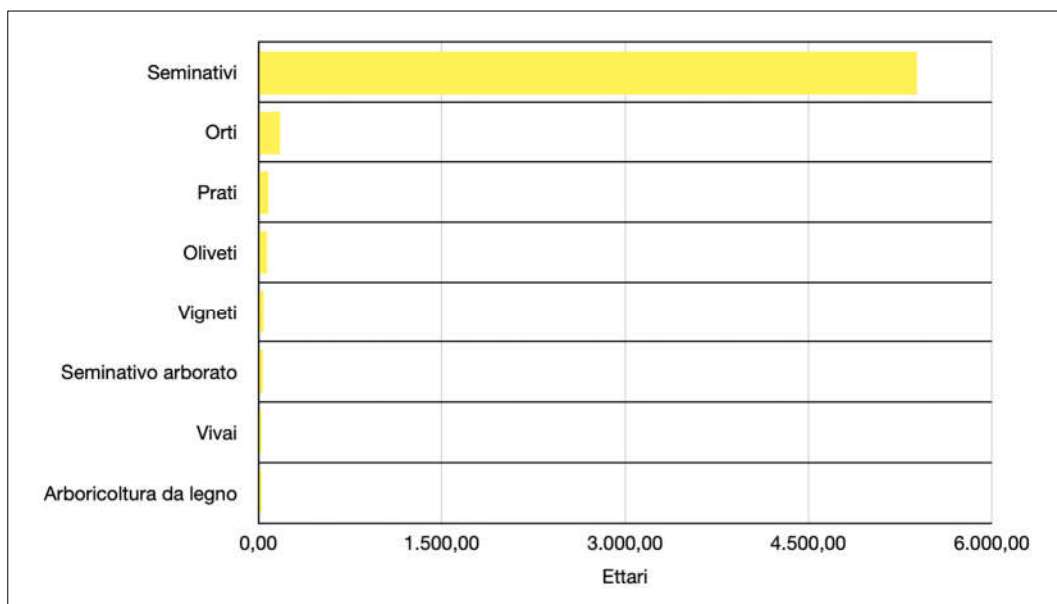 Seminativi
Orti
Prati
Oliveti
Vigneti
Seminativo arborato
Vivai
Arboricoltura da legno
0,00 1.500,00 3.000,00 4.500,00 6.000,00
Ettari